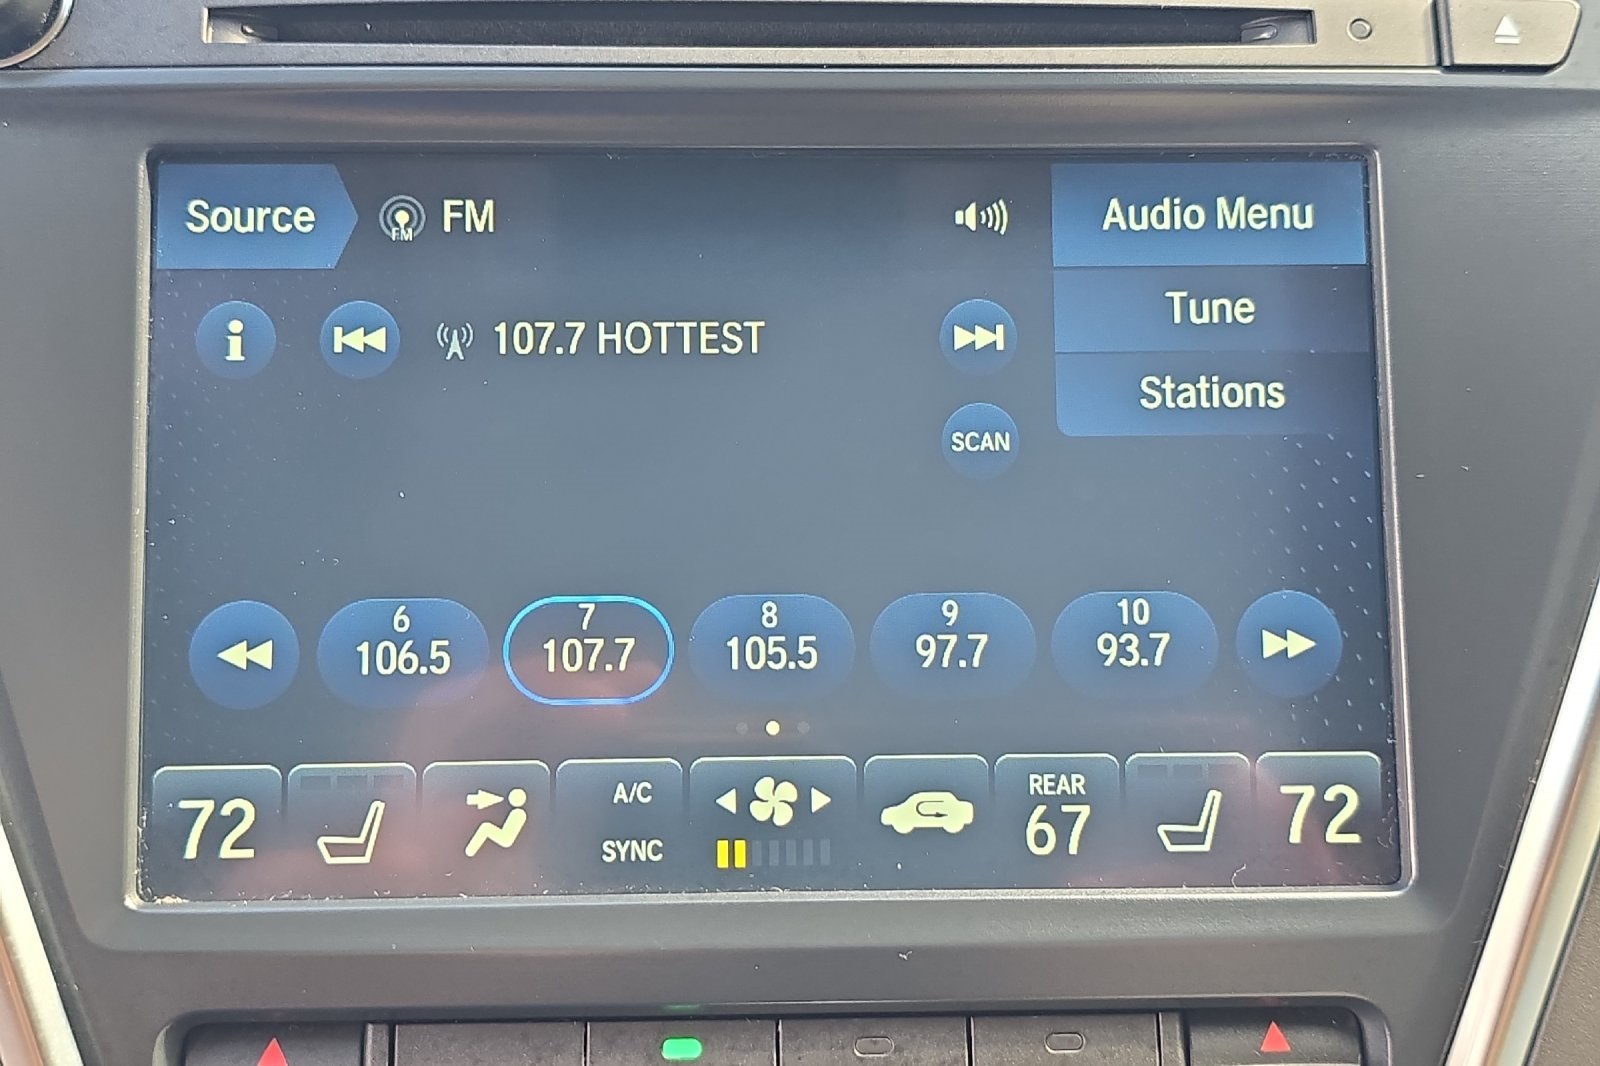 Source
FM
FM
Audio Menu
107.7 HOTTEST
Tune
Stations
SCAN
6
106.5
7
107.7
8
105.5
9
97.7
10
93.7
72
A/C
SYNC
REAR
67
72